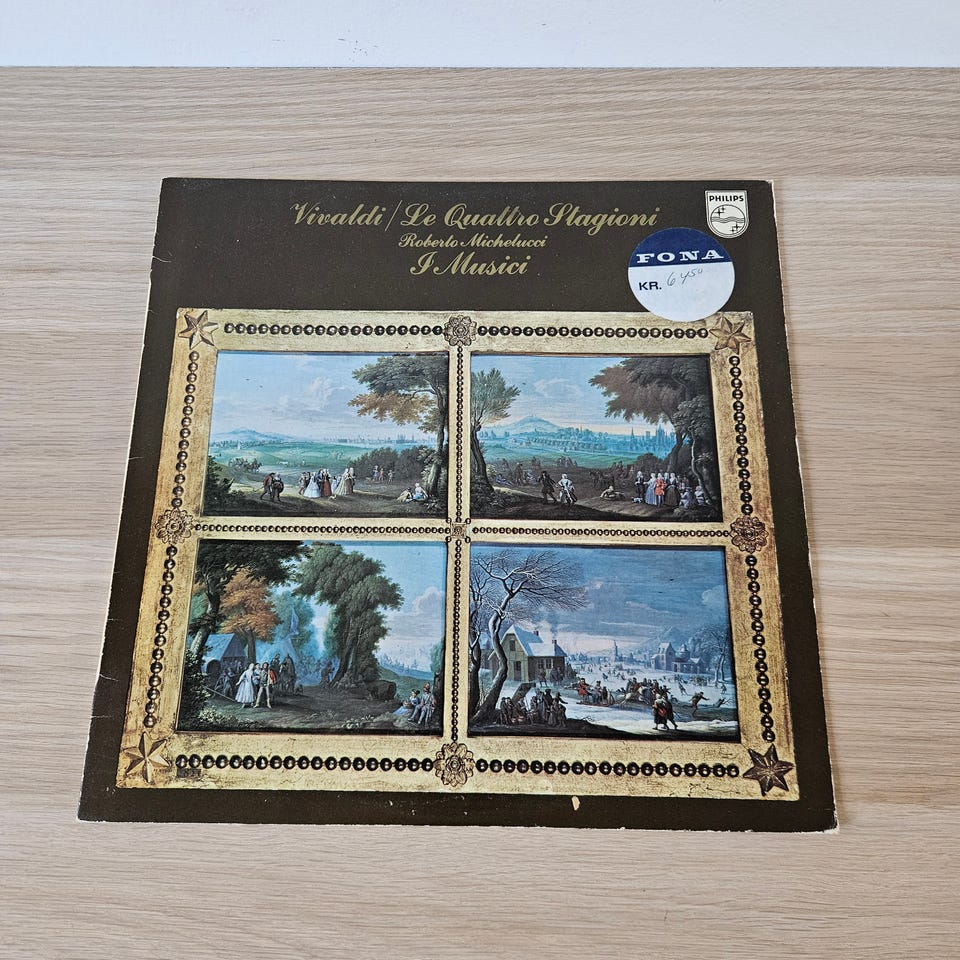 Vivaldi / Le Quattro Stagioni
Roberto Michelucci
I Musici
PHILIPS
FONA
KR. 6450